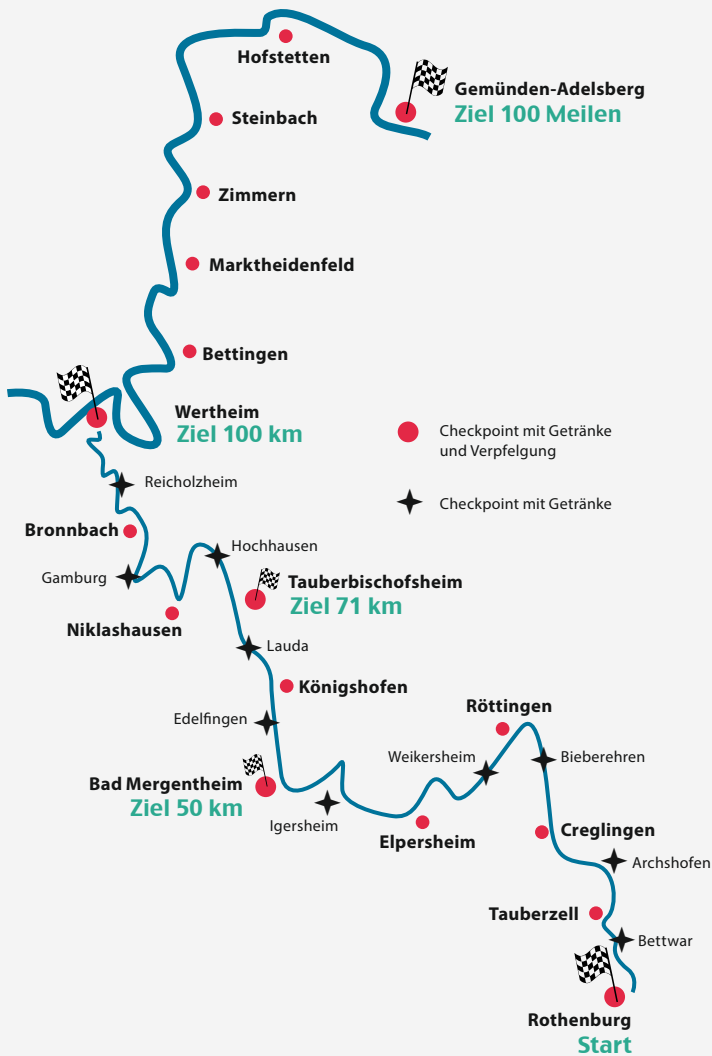 Hofstetten
Gemünden-Adelsberg
Ziel 100 Meilen
Steinbach
Zimmern
Marktheidenfeld
Bettingen
Wertheim
Ziel 100 km
Checkpoint mit Getränke
und Verpfelgung
Checkpoint mit Getränke
Reicholzheim
Bronnbach
Hochhausen
Gamburg
Tauberbischofsheim
Ziel 71 km
Niklashausen
Lauda
Königshofen
Edelfingen
Röttingen
Weikersheim
Bieberehren
Bad Mergentheim
Ziel 50 km
Igersheim
Elpersheim
Creglingen
Archshofen
Tauberzell
Bettwar
Rothenburg
Start